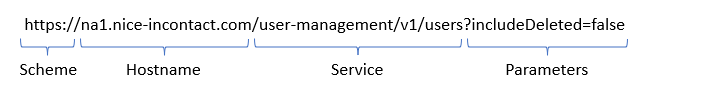 https://na1.nice-incontact.com/user-management/v1/users?includeDeleted=false
Scheme Hostname Service Parameters